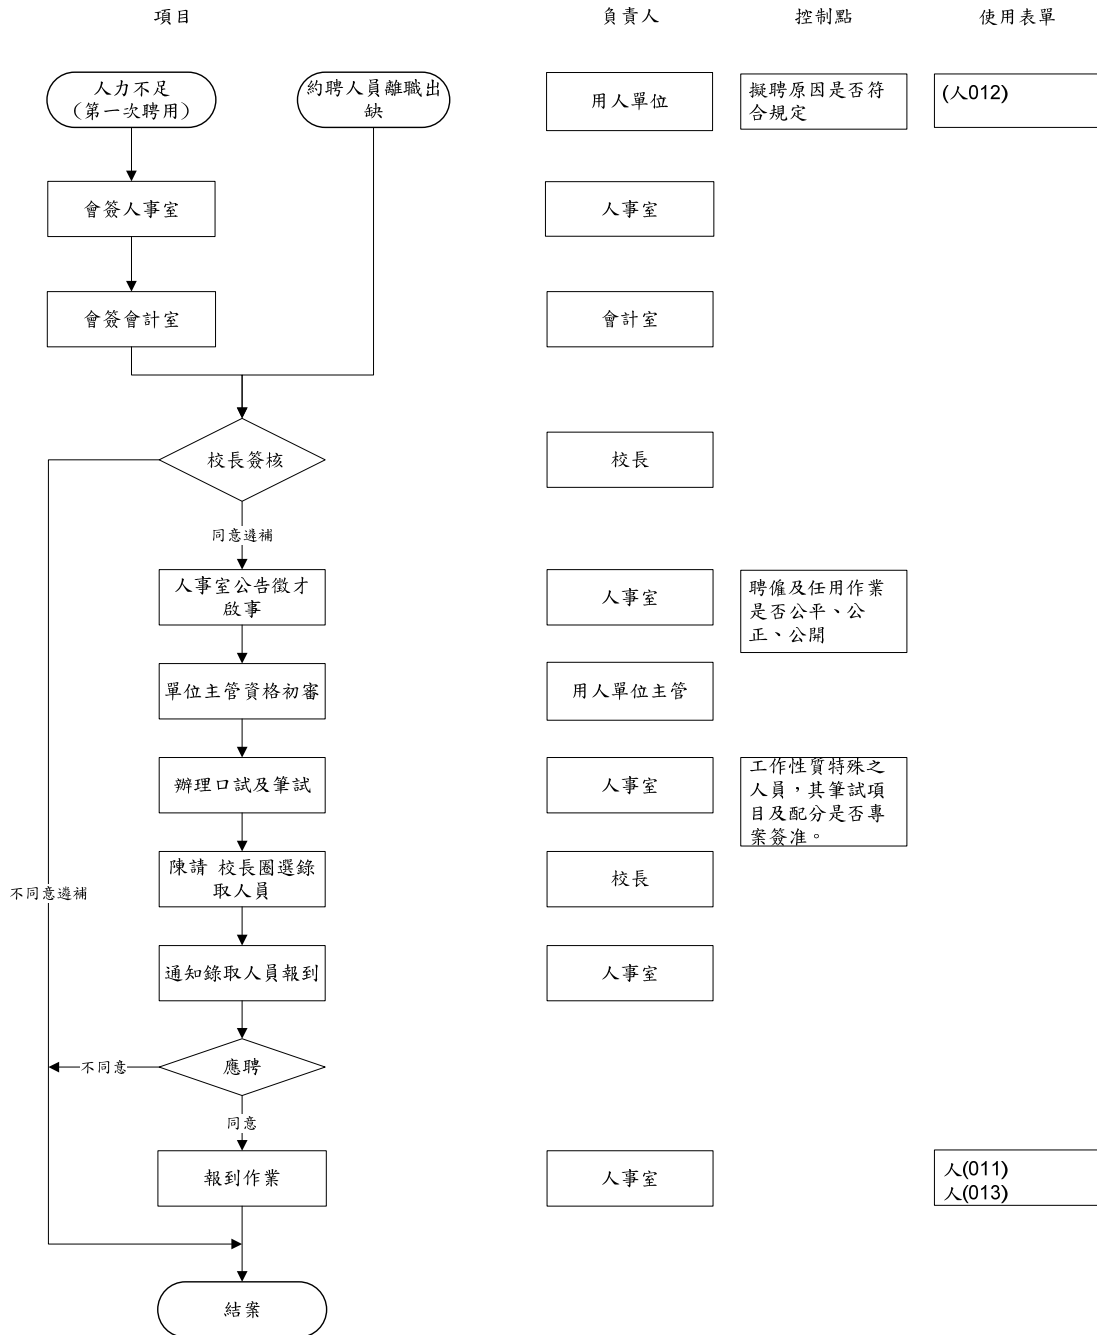 項目
負責人
控制點
使用表單
人力不足
(第一次聘用)
約聘人員離職出
缺
用人單位
擬聘原因是否符
合規定
(人012)
會簽人事室
人事室
會簽會計室
會計室
校長簽核
校長
同意遴補
人事室公告徵才
啟事
人事室
聘僱及任用作業
是否公平、公
正、公開
單位主管資格初審
用人單位主管
辦理口試及筆試
人事室
工作性質特殊之
人員，其筆試項
目及配分是否專
案簽准。
陳請 校長圈選錄
取人員
校長
不同意遴補
通知錄取人員報到
人事室
應聘
不同意
同意
報到作業
人事室
人(011)
人(013)
結案